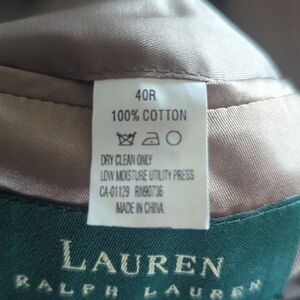 40R
100% COTTON
DRY CLEAN ONLY
LOW MOISTURE UTILITY PRESS
CA-01129 RN90736
MADE IN CHINA
LAUREN
RALPH LAUREN